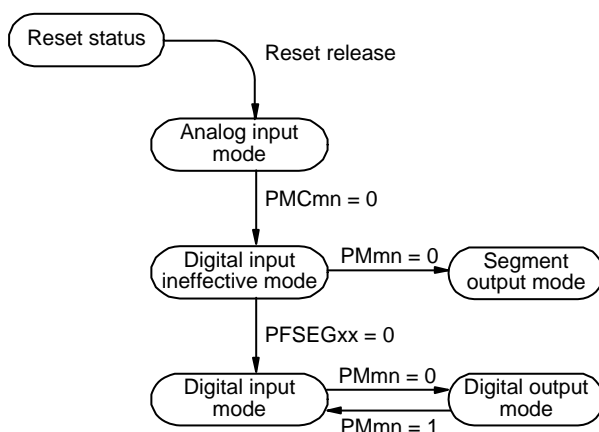 Reset status
Reset release
Analog input
mode
PMCmn = 0
Digital input
ineffective mode
PMmn = 0
Segment
output mode
PFSEGxx = 0
Digital input
mode
PMmn = 0
Digital output
mode
PMmn = 1